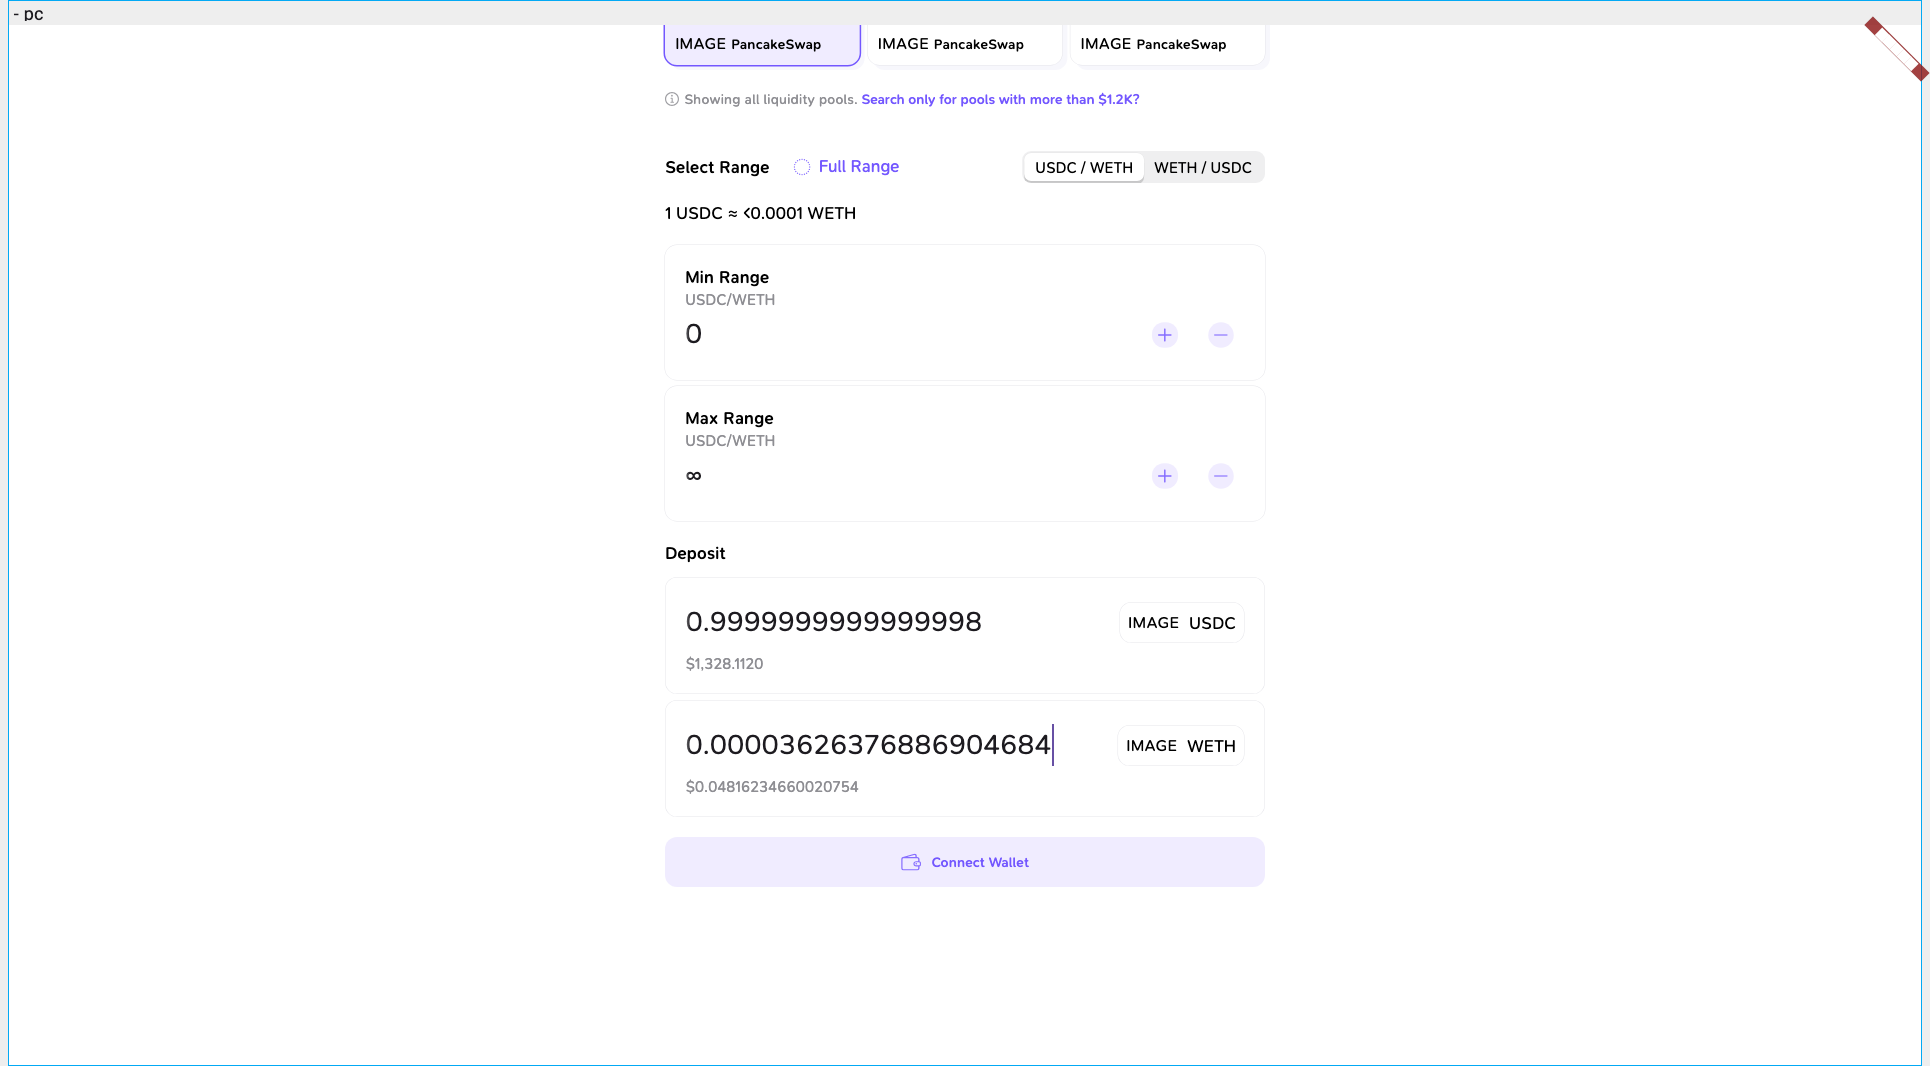 - pc
IMAGE PancakeSwap IMAGE PancakeSwap IMAGE PancakeSwap
Showing all liquidity pools. Search only for pools with more than $1.2K?
Select Range Full Range USDC / WETH WETH / USDC
1 USDC ≈ <0.0001 WETH
Min Range
USDC/WETH
0
Max Range
USDC/WETH
∞
Deposit
0.9999999999999998 IMAGE USDC
$1,328.1120
0.00003626376886904684 IMAGE WETH
$0.04816234660020754
Connect Wallet